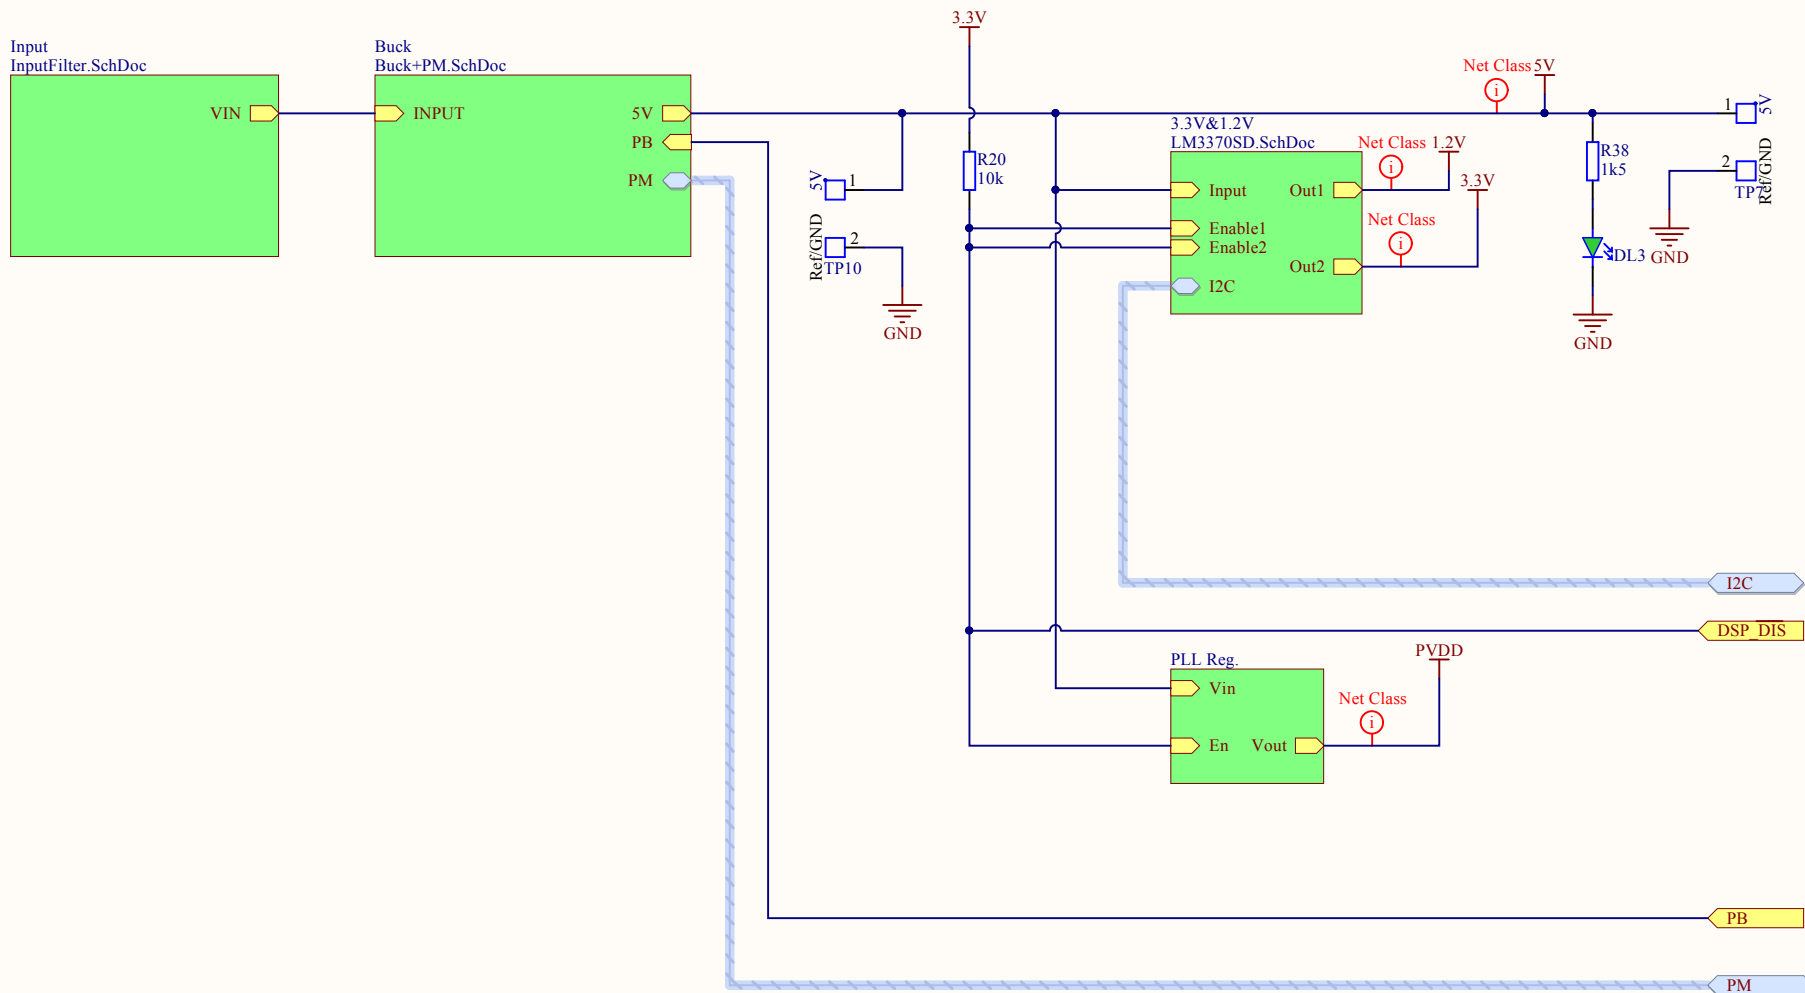 3.3V
Input
InputFilter.SchDoc
VIN
Buck
Buck+PM.SchDoc
INPUT
5V
PB
PM
Net Class
5V
1
5V
2
Ref/GND
TP7
GND
3.3V&1.2V
LM3370SD.SchDoc
Net Class
1.2V
R20
10k
R38
1k5
5V
1
Input
Out1
3.3V
Enable1
Net Class
Enable2
Out2
I2C
Ref/GND
2
TP10
GND
DL3
GND
I2C
DSP_DIS
PLL Reg.
PVDD
Vin
Net Class
En
Vout
PB
PM